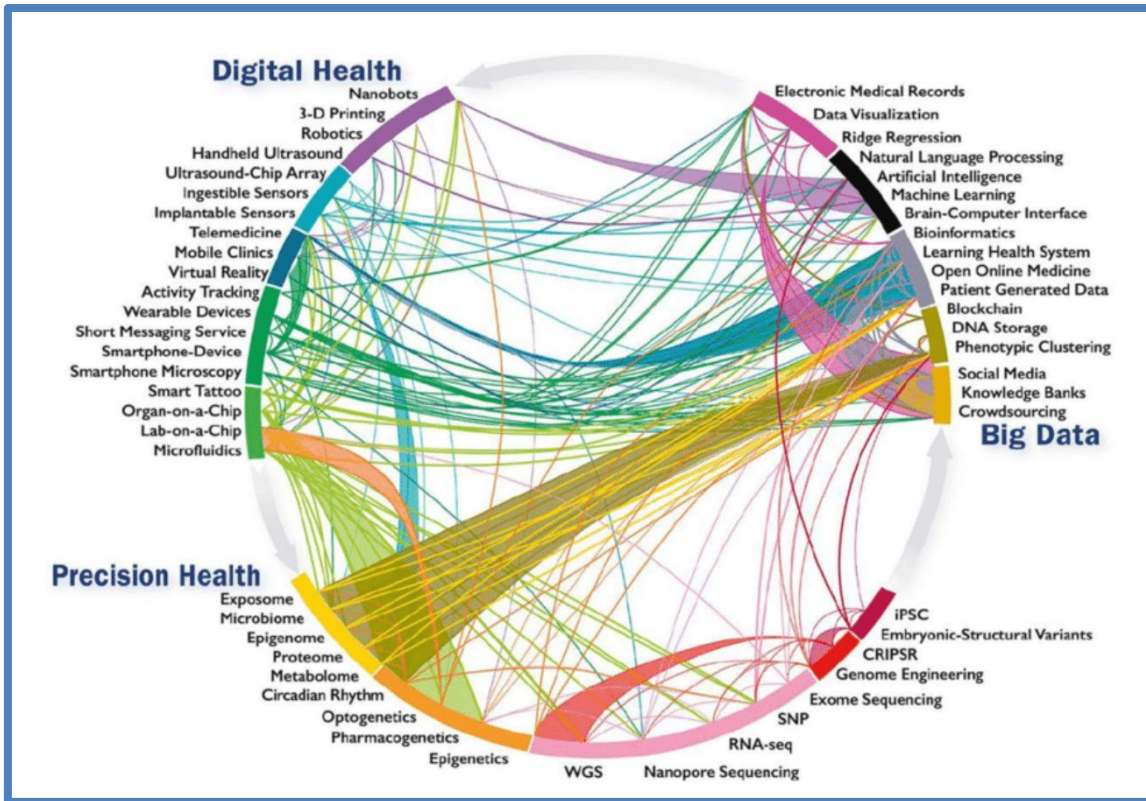 Digital Health
Nanobots
3-D Printing
Robotics
Handheld Ultrasound
Ultrasound-Chip Array
Ingestible Sensors
Implantable Sensors
Telemedicine
Mobile Clinics
Virtual Reality
Activity Tracking
Wearable Devices
Short Messaging Service
Smartphone-Device
Smartphone Microscopy
Smart Tattoo
Organ-on-a-Chip
Lab-on-a-Chip
Microfluidics
Electronic Medical Records
Data Visualization
Ridge Regression
Natural Language Processing
Artificial Intelligence
Machine Learning
Brain-Computer Interface
Bioinformatics
Learning Health System
Open Online Medicine
Patient Generated Data
Blockchain
DNA Storage
Phenotypic Clustering
Social Media
Knowledge Banks
Crowdsourcing
Big Data
Precision Health
Exposome
Microbiome
Epigenome
Proteome
Metabolome
Circadian Rhythm
Optogenetics
Pharmacogenetics
Epigenetics
WGS
Nanopore Sequencing
RNA-seq
SNP
Exome Sequencing
Genome Engineering
CRIPSR
Embryonic-Structural Variants
iPSC